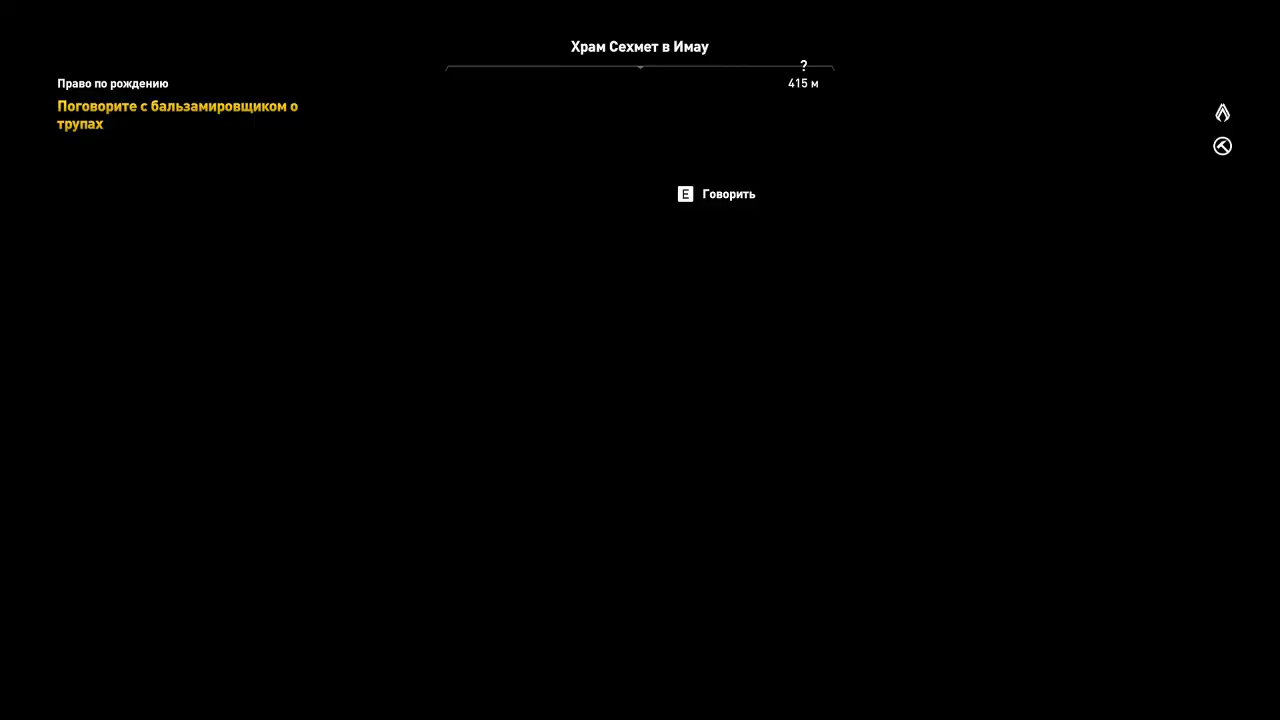 Храм Сехмет в Имау
?
Право по рождению
415 м
Поговорите с бальзамировщиком о
трупах
E Говорить